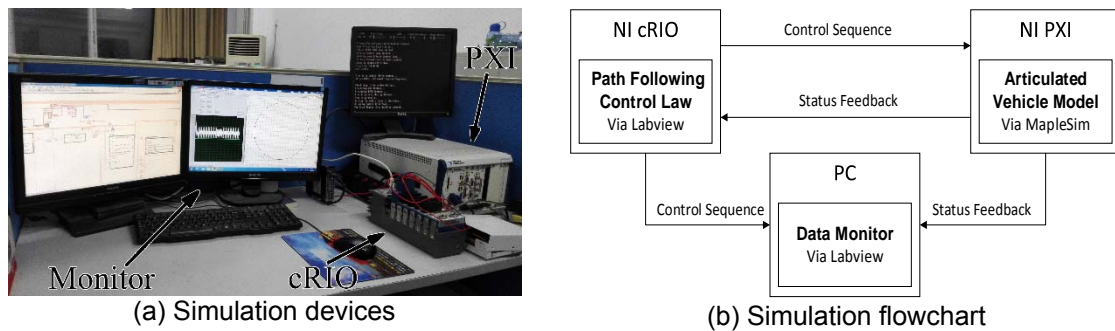 PXI
Monitor
cRIO
(a) Simulation devices
NI cRIO
Path Following
Control Law
Via Labview
Control Sequence
Status Feedback
NI PXI
Articulated
Vehicle Model
Via MapleSim
Control Sequence
PC
Data Monitor
Via Labview
Status Feedback
(b) Simulation flowchart